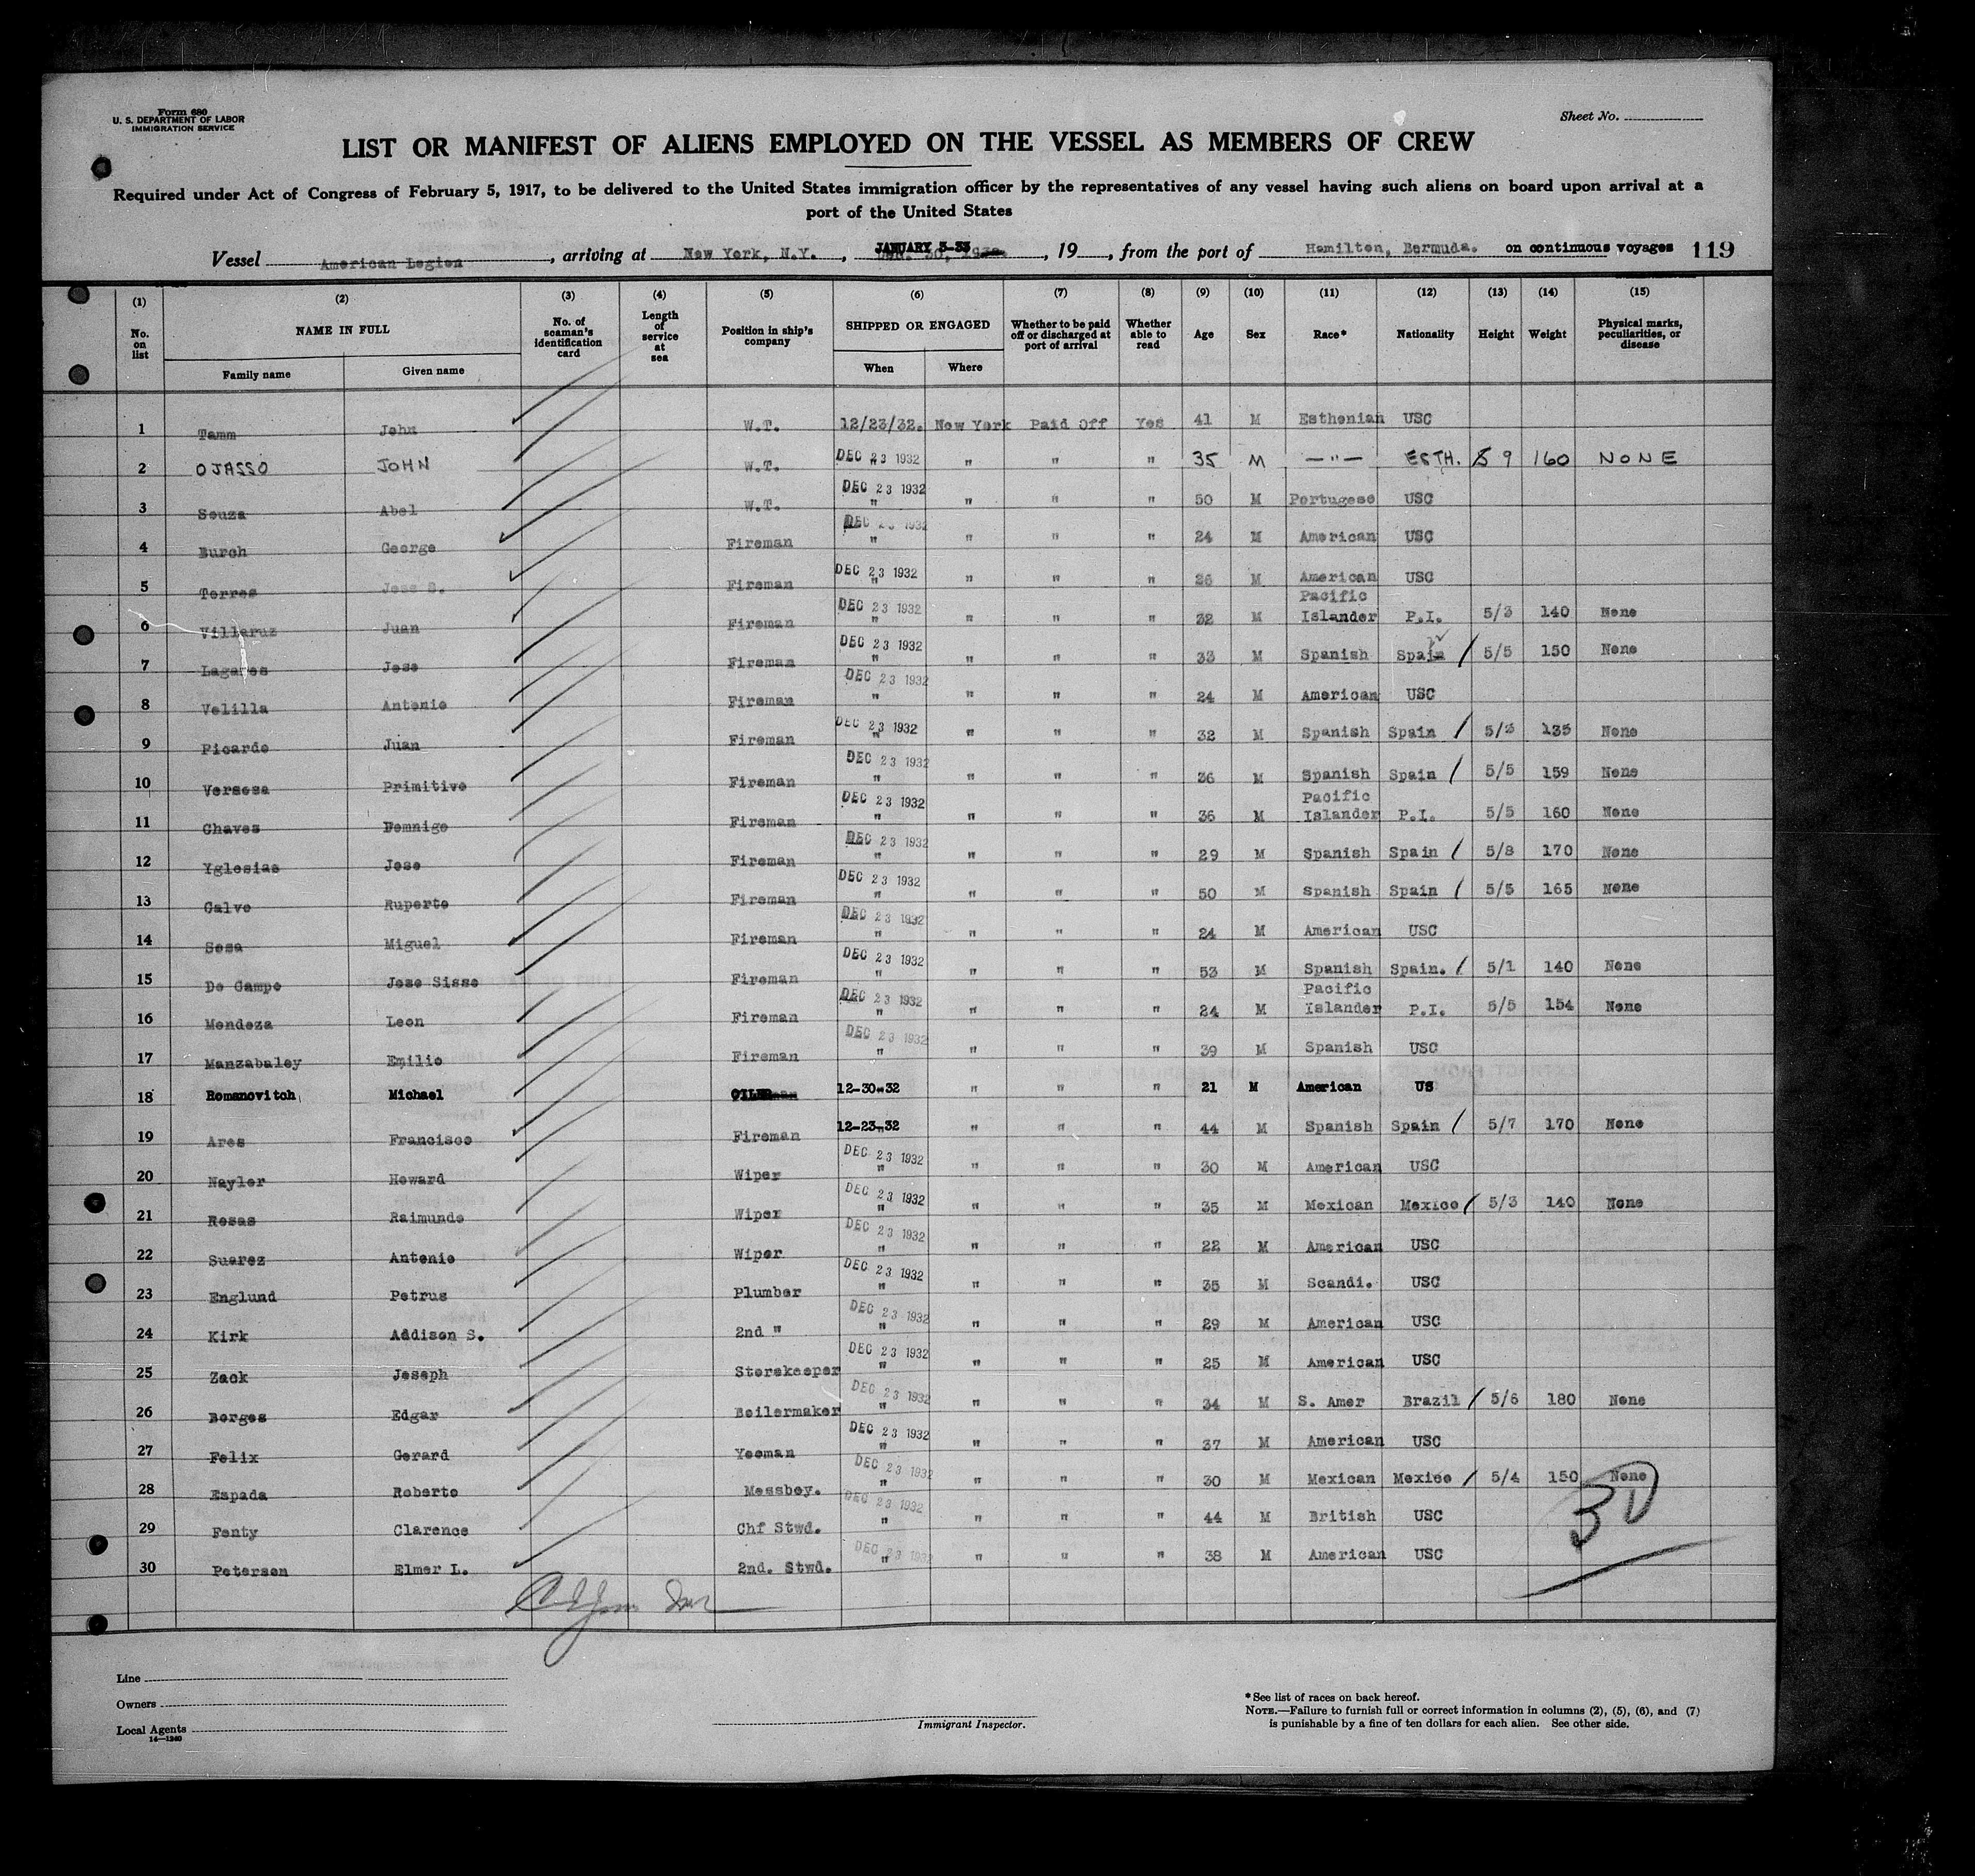 Form 680
U. S. DEPARTMENT OF LABOR
IMMIGRATION SERVICE
Sheet No.
LIST OR MANIFEST OF ALIENS EMPLOYED ON THE VESSEL AS MEMBERS OF CREW
Required under Act of Congress of February 5, 1917, to be delivered to the United States immigration officer by the representatives of any vessel having such aliens on board upon arrival at a
port of the United States
Vessel American Legion, arriving at New York, N.Y., JANUARY 3-33, 19, from the port of Hamilton, Bermuda. on continuous voyages 119
(1) (2) (3) (4) (5) (6) (7) (8) (9) (10) (11) (12) (13) (14) (15)
No. on list NAME IN FULL No. of seaman's identification card Length of service at sea Position in ship's company SHIPPED OR ENGAGED Whether to be paid off or discharged at port of arrival Whether able to read Age Sex Race* Nationality Height Weight Physical marks, peculiarities, or disease
Family name Given name When Where
1 Tamm John W.T. 12/23/32. New York Paid Off Yes 41 M Esthonian USC
2 OJASSO JOHN W.T. DEC 23 1932 " " " 35 M —"— ESTH. 5 9 160 NONE
3 Souza Abel W.T. DEC 23 1932 " " " " 50 M Portugese USC
4 Burch George Fireman DEC 23 1932 " " " " 24 M American USC
5 Torres Jose S. Fireman DEC 23 1932 " " " " 26 M American USC
6 Villaruz Juan Fireman DEC 23 1932 " " " " 32 M Pacific Islander P.I. 5/3 140 None
7 Lagares Jose Fireman DEC 23 1932 " " " " 33 M Spanish Spain / 5/5 150 None
8 Velilla Antonio Fireman DEC 23 1932 " " " " 24 M American USC
9 Picardo Juan Fireman DEC 23 1932 " " " " 32 M Spanish Spain / 5/3 135 None
10 Versosa Primitivo Fireman DEC 23 1932 " " " " 36 M Spanish Spain / 5/5 159 None
11 Chaves Domnigo Fireman DEC 23 1932 " " " " 36 M Pacific Islander P.I. 5/5 160 None
12 Yglesias Jose Fireman DEC 23 1932 " " " " 29 M Spanish Spain / 5/8 170 None
13 Calvo Ruperto Fireman DEC 23 1932 " " " " 50 M Spanish Spain / 5/5 165 None
14 Sosa Miguel Fireman DEC 23 1932 " " " " 24 M American USC
15 De Campo Jose Sisso Fireman DEC 23 1932 " " " " 53 M Spanish Spain. / 5/1 140 None
16 Mendoza Leon Fireman DEC 23 1932 " " " " 24 M Pacific Islander P.I. 5/5 154 None
17 Manzabaley Emilio Fireman DEC 23 1932 " " " " 39 M Spanish USC
18 Romanovitch Michael OILER 12-30-32 " " " 21 M American US
19 Ares Francisco Fireman 12-23-32 " " " 44 M Spanish Spain / 5/7 170 None
20 Naylor Howard Wiper DEC 23 1932 " " " " 30 M American USC
21 Rosas Raimundo Wiper DEC 23 1932 " " " " 35 M Mexican Mexico / 5/3 140 None
22 Suarez Antonio Wiper DEC 23 1932 " " " " 22 M American USC
23 Englund Petrus Plumber DEC 23 1932 " " " " 35 M Scandi. USC
24 Kirk Addison S. 2nd " DEC 23 1932 " " " " 29 M American USC
25 Zack Joseph Storekeeper DEC 23 1932 " " " " 25 M American USC
26 Borges Edgar Boilermaker DEC 23 1932 " " " " 34 M S. Amer Brazil / 5/6 180 None
27 Felix Gerard Yeoman DEC 23 1932 " " " " 37 M American USC
28 Espada Roberto Messboy. DEC 23 1932 " " " " 30 M Mexican Mexico / 5/4 150 None
29 Fenty Clarence Chf Stwd. DEC 23 1932 " " " " 44 M British USC
30 Peterson Elmer L. 2nd. Stwd. DEC 23 1932 " " " " 38 M American USC
30
Line
Owners
Local Agents
14—1240
Immigrant Inspector.
* See list of races on back hereof.
NOTE.—Failure to furnish full or correct information in columns (2), (5), (6), and (7)
is punishable by a fine of ten dollars for each alien. See other side.